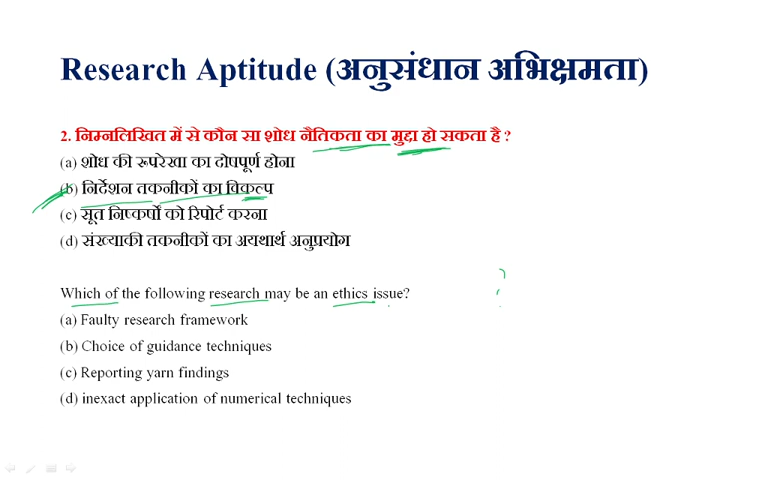 Research Aptitude (अनुसंधान अभिक्षमता)
2. निम्नलिखित में से कौन सा शोध नैतिकता का मुद्दा हो सकता है ?
(a) शोध की रूपरेखा का दोषपूर्ण होना
(b) निर्देशन तकनीकों का विकल्प
(c) सूत निष्कर्षों को रिपोर्ट करना
(d) संख्याकी तकनीकों का अयथार्थ अनुप्रयोग
Which of the following research may be an ethics issue?
(a) Faulty research framework
(b) Choice of guidance techniques
(c) Reporting yarn findings
(d) inexact application of numerical techniques